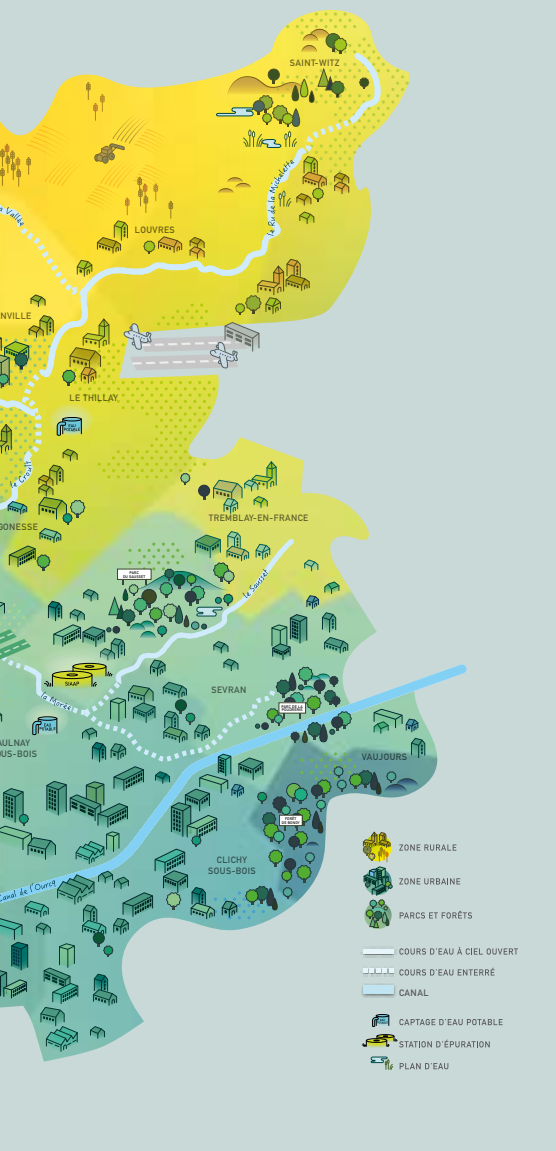 SAINT-WITZ
le Ru de la Michelette
a Vallée
LOUVRES
NVILLE
LE THILLAY
EAU
POTABLE
le Croult
GONESSE
TREMBLAY-EN-FRANCE
PARC
DU SAUSSET
le Sausset
SIAAP
la Morée
SEVRAN
EAU
POTABLE
AULNAY
OUS-BOIS
PARC DE LA
POUDRERIE
VAUJOURS
FORÊT
DE BONDY
CLICHY
SOUS-BOIS
Canal de l'Ourcq
ZONE RURALE
ZONE URBAINE
PARCS ET FORÊTS
COURS D'EAU À CIEL OUVERT
COURS D'EAU ENTERRÉ
CANAL
CAPTAGE D'EAU POTABLE
STATION D'ÉPURATION
PLAN D'EAU